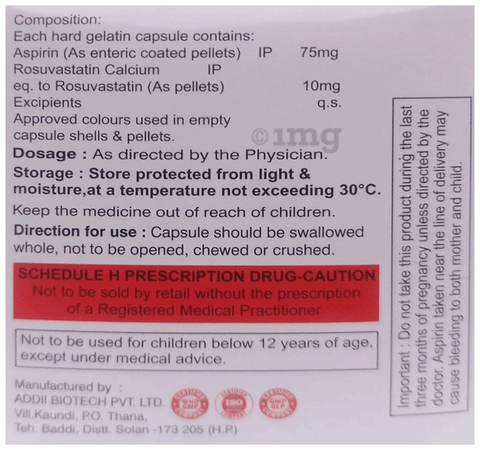 Composition:
Each hard gelatin capsule contains:
Aspirin (As enteric coated pellets) IP 75mg
Rosuvastatin Calcium IP
eq. to Rosuvastatin (As pellets) 10mg
Excipients q.s.
Approved colours used in empty
capsule shells & pellets.
©1mg
Dosage : As directed by the Physician.
Storage : Store protected from light &
moisture,at a temperature not exceeding 30°C.
Keep the medicine out of reach of children.
Direction for use : Capsule should be swallowed
whole, not to be opened, chewed or crushed.
SCHEDULE H PRESCRIPTION DRUG-CAUTION
Not to be sold by retail without the prescription
of a Registered Medical Practitioner
Not to be used for children below 12 years of age,
except under medical advice.
Manufactured by :
ADDII BIOTECH PVT. LTD.
Vill.Kaundi, P.O. Thana,
Teh. Baddi, Distt. Solan -173 205 (H.P.)
WHO
GMP
ISO
GMP
GLP
Important : Do not take this product during the last
three months of pregnancy unless directed by the
doctor. Aspirin taken near the line of delivery may
cause bleeding to both mother and child.